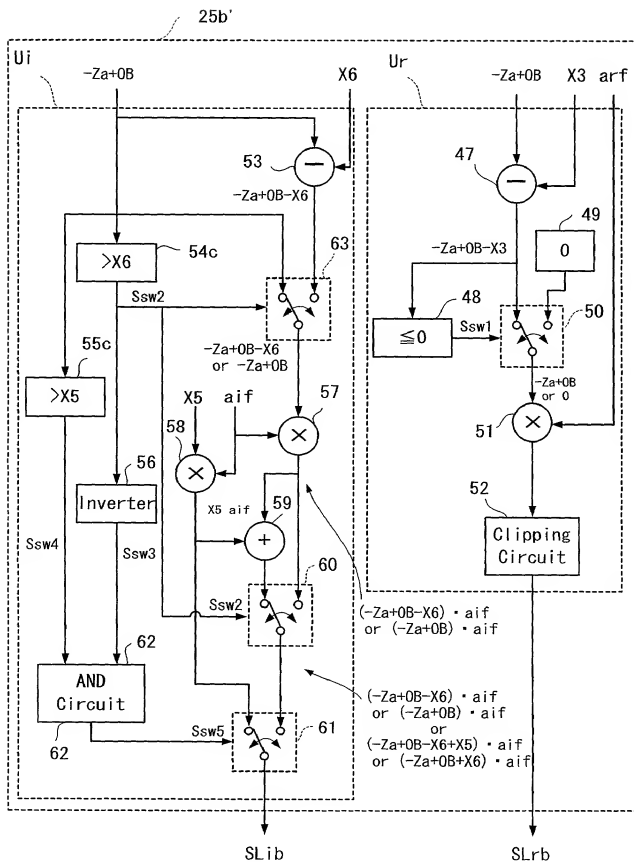 25b'
Ui
-Za+OB
X6
Ur
-Za+OB
X3
arf
53
-Za+OB-X6
47
49
0
>X6
54c
63
-Za+OB-X3
48
≦0
Ssw1
50
Ssw2
55c
>X5
-Za+OB-X6
or -Za+OB
-Za+OB
or 0
X5
aif
57
58
51
56
Inverter
X5 aif
59
52
Clipping
Circuit
Ssw4
Ssw3
60
Ssw2
(-Za+OB-X6)・aif
or (-Za+OB)・aif
62
AND
Circuit
62
Ssw5
61
(-Za+OB-X6)・aif
or (-Za+OB)・aif
or
(-Za+OB-X6+X5)・aif
or (-Za+OB+X6)・aif
SLib
SLrb